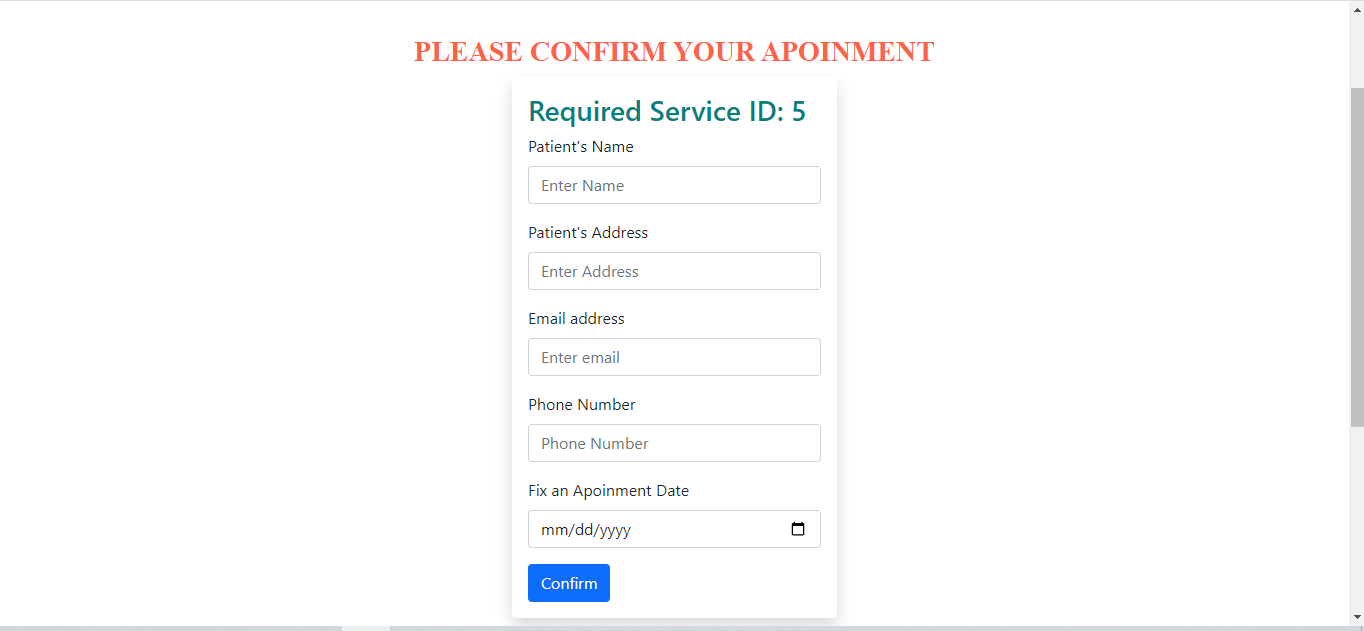 PLEASE CONFIRM YOUR APOINMENT
Required Service ID: 5
Patient's Name
Enter Name
Patient's Address
Enter Address
Email address
Enter email
Phone Number
Phone Number
Fix an Apoinment Date
mm/dd/yyyy
Confirm